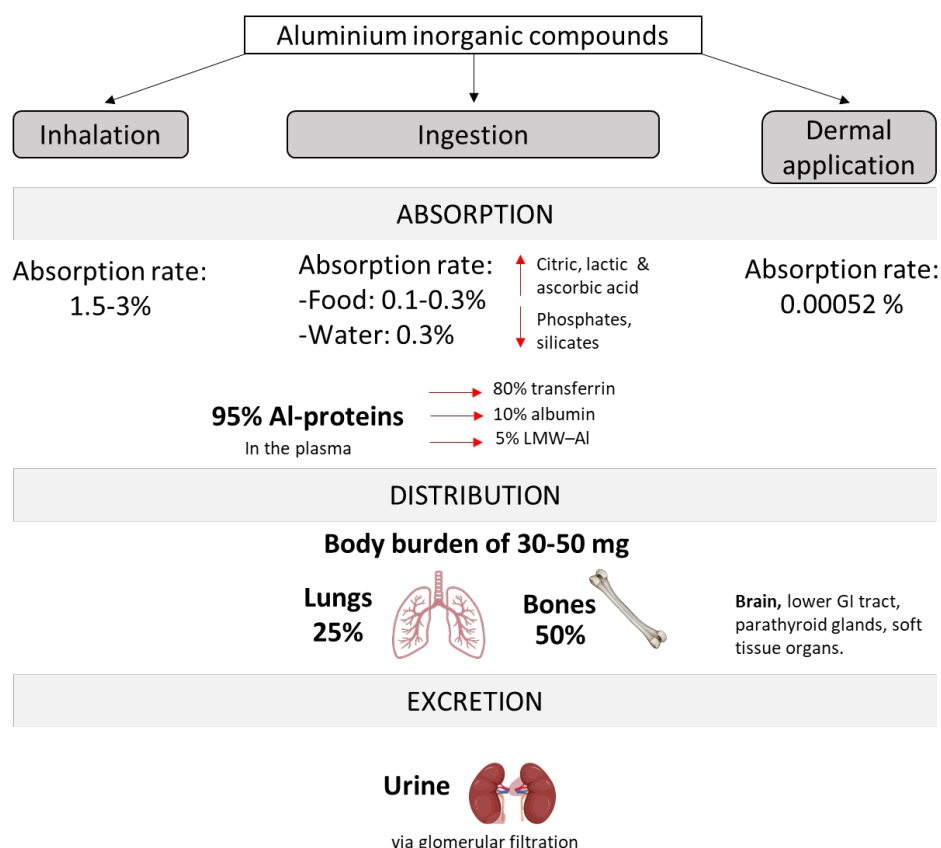 Aluminium inorganic compounds
Inhalation
Ingestion
Dermal
application
ABSORPTION
Absorption rate:
1.5-3%
Absorption rate:
-Food: 0.1-0.3%
-Water: 0.3%
Citric, lactic &
ascorbic acid
Phosphates,
silicates
Absorption rate:
0.00052 %
95% Al-proteins
In the plasma
80% transferrin
10% albumin
5% LMW–Al
DISTRIBUTION
Body burden of 30-50 mg
Lungs
25%
Bones
50%
Brain, lower GI tract,
parathyroid glands, soft
tissue organs.
EXCRETION
Urine
via glomerular filtration